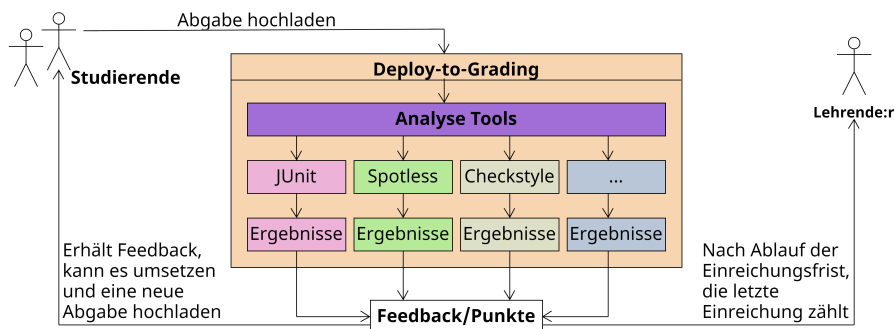 Abgabe hochladen
Studierende
Deploy-to-Grading
Lehrende:r
Analyse Tools
JUnit
Spotless
Checkstyle
...
Ergebnisse
Ergebnisse
Ergebnisse
Ergebnisse
Erhält Feedback,
kann es umsetzen
und eine neue
Abgabe hochladen
Nach Ablauf der
Einreichungsfrist,
die letzte
Einreichung zählt
Feedback/Punkte